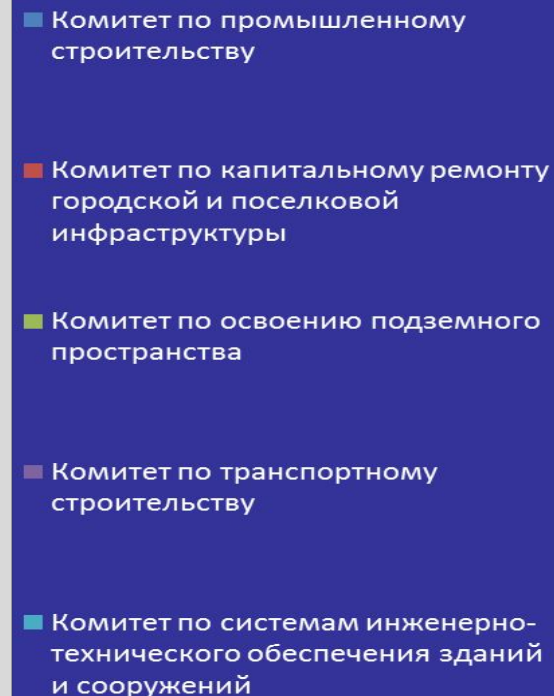 Комитет по промышленному
строительству
Комитет по капитальному ремонту
городской и поселковой
инфраструктуры
Комитет по освоению подземного
пространства
Комитет по транспортному
строительству
Комитет по системам инженерно-
технического обеспечения зданий
и сооружений